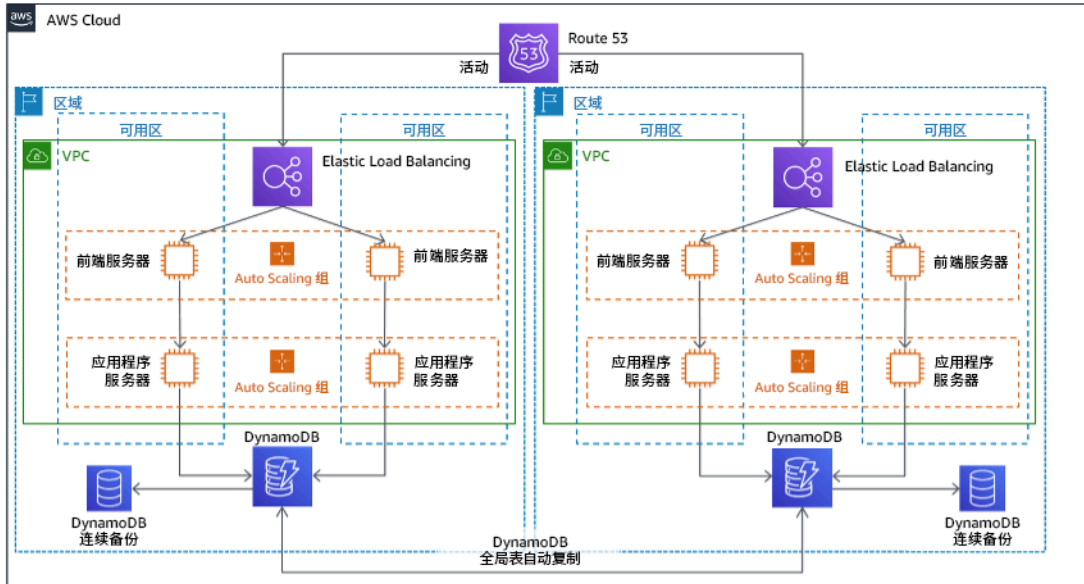 aws
AWS Cloud
Route 53
53
活动
活动
区域
区域
可用区
可用区
可用区
可用区
VPC
Elastic Load Balancing
VPC
Elastic Load Balancing
前端服务器
Auto Scaling 组
前端服务器
前端服务器
Auto Scaling 组
前端服务器
应用程序
服务器
Auto Scaling 组
应用程序
服务器
应用程序
服务器
Auto Scaling 组
应用程序
服务器
DynamoDB
DynamoDB
DynamoDB
连续备份
DynamoDB
全局表自动复制
DynamoDB
连续备份